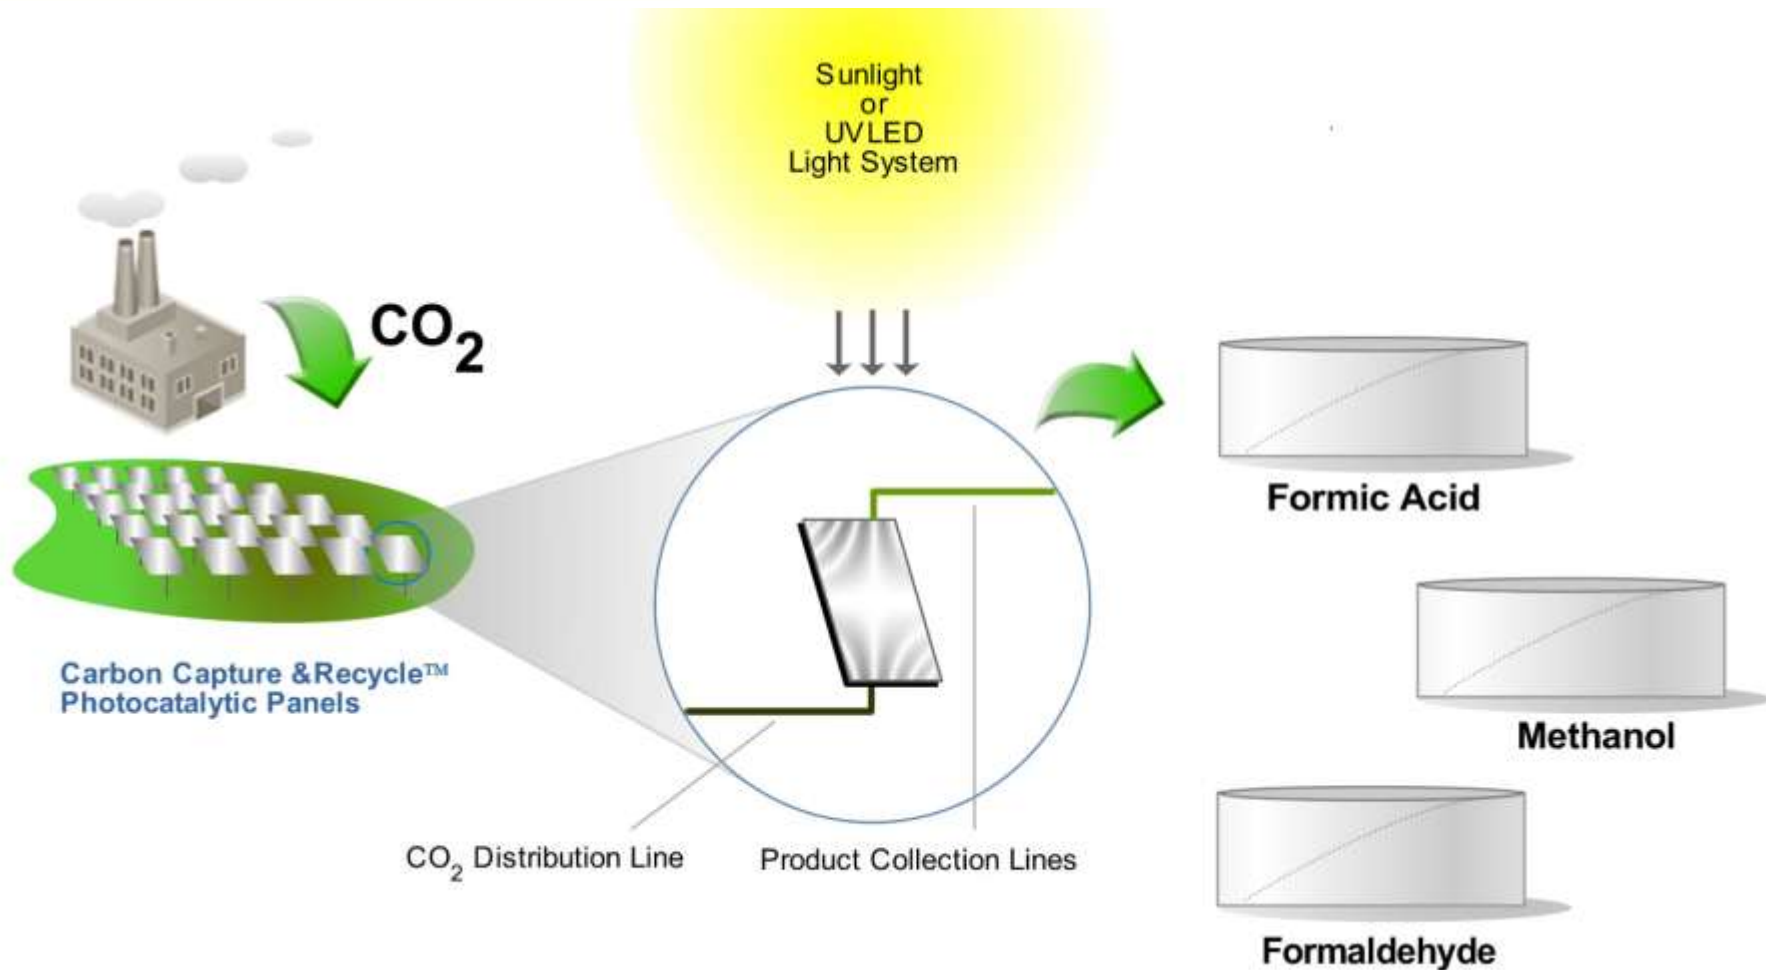 Sunlight
or
UVLED
Light System
CO₂
Formic Acid
Carbon Capture &Recycle™
Photocatalytic Panels
Methanol
CO₂ Distribution Line
Product Collection Lines
Formaldehyde